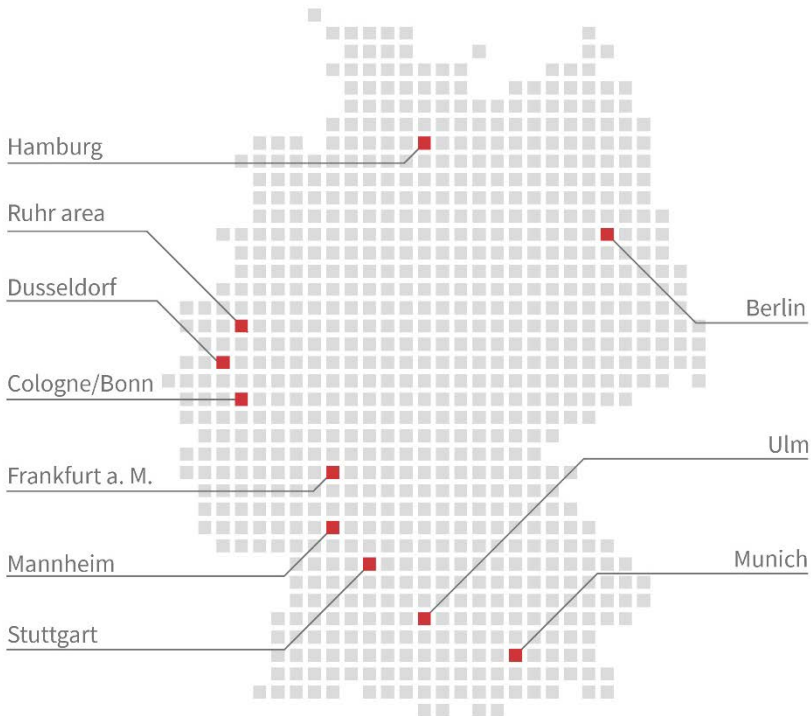 Hamburg
Ruhr area
Dusseldorf
Berlin
Cologne/Bonn
Ulm
Frankfurt a. M.
Mannheim
Munich
Stuttgart